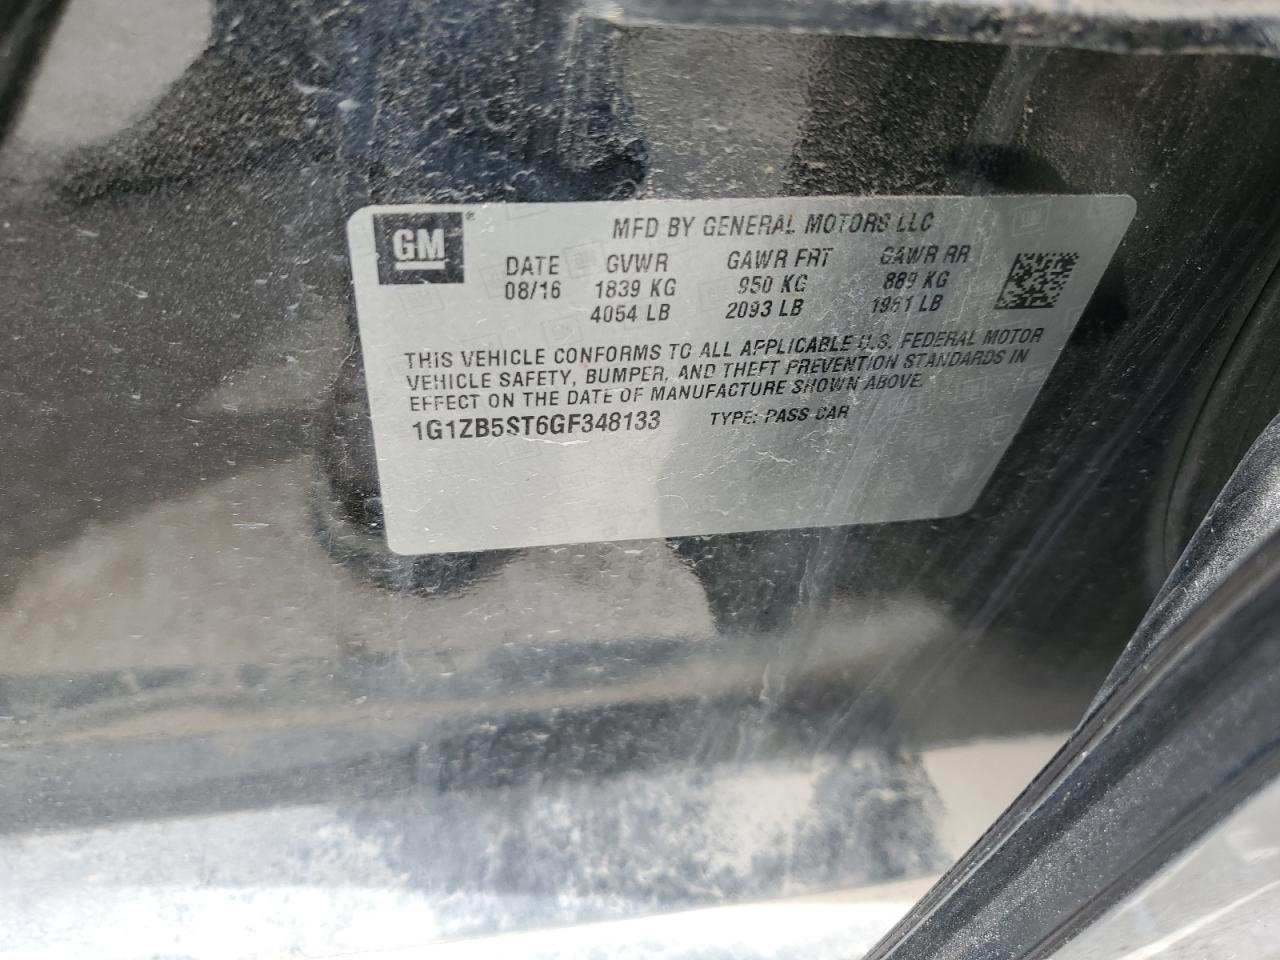 GM®
MFD BY GENERAL MOTORS LLC
DATE GVWR GAWR FRT GAWR RR
08/16 1839 KG 950 KG 889 KG
4054 LB 2093 LB 1961 LB
THIS VEHICLE CONFORMS TO ALL APPLICABLE U.S. FEDERAL MOTOR
VEHICLE SAFETY, BUMPER, AND THEFT PREVENTION STANDARDS IN
EFFECT ON THE DATE OF MANUFACTURE SHOWN ABOVE.
1G1ZB5ST6GF348133 TYPE: PASS CAR